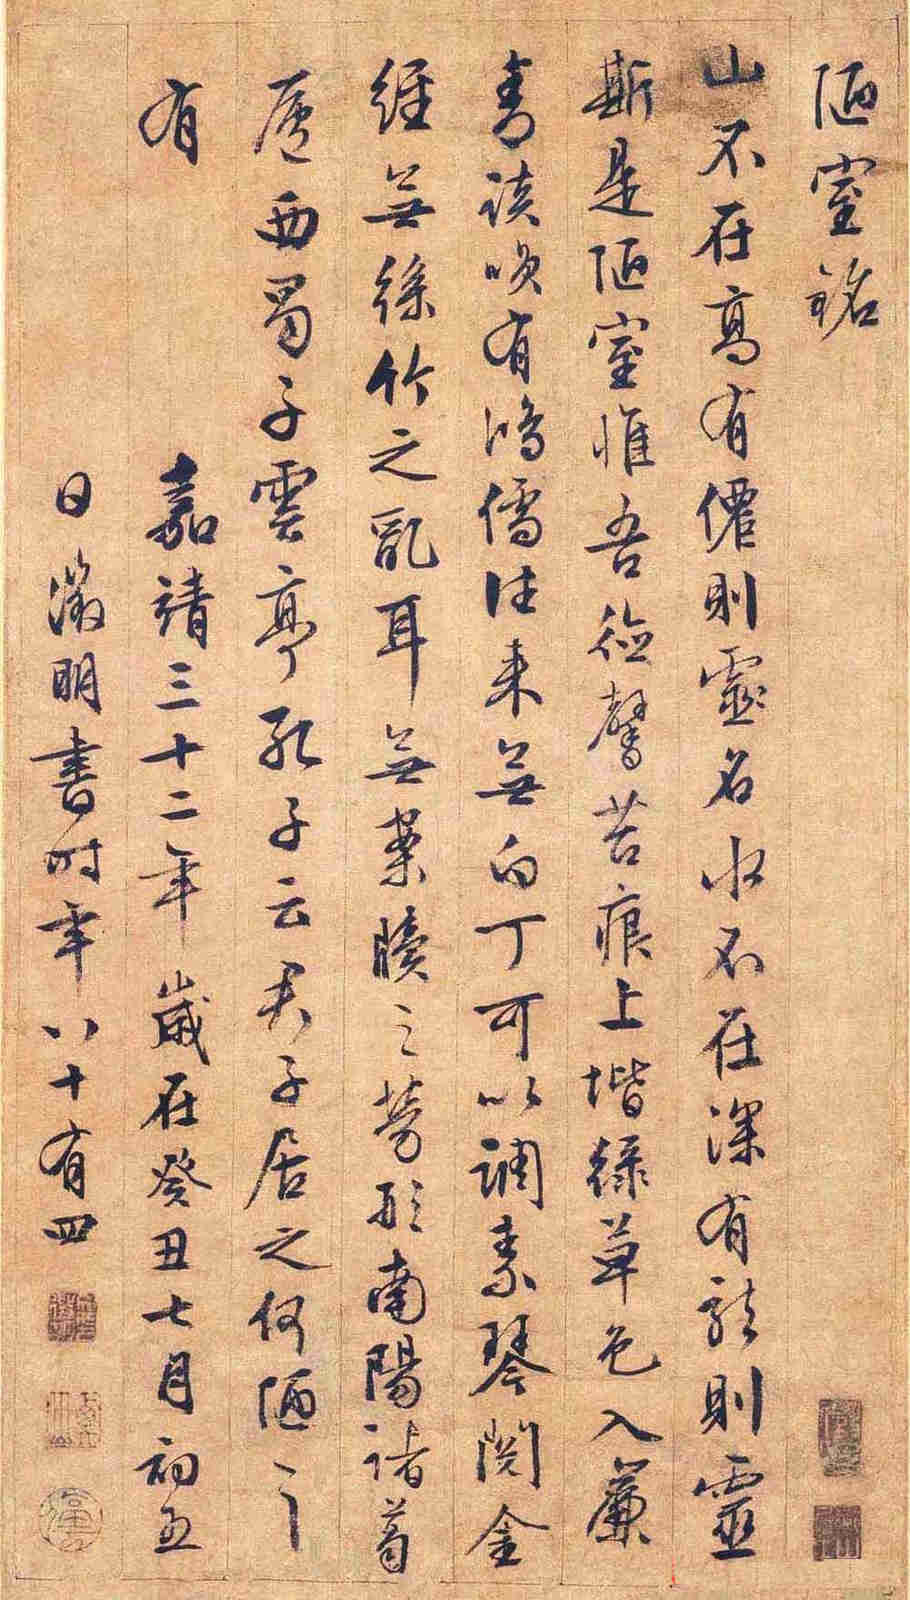 陋室銘
山不在高有僊則靈名水不在深有龍則靈
斯是陋室惟吾德馨苔痕上堦綠草色入簾
青談咲有鴻儒往来無白丁可以調素琴閱金
經無絲竹之亂耳無案牘之勞形南陽諸葛
廬西蜀子雲亭孔子云君子居之何陋之
有
嘉靖三十二年歲在癸丑七月初五
日徵明書時年八十有四